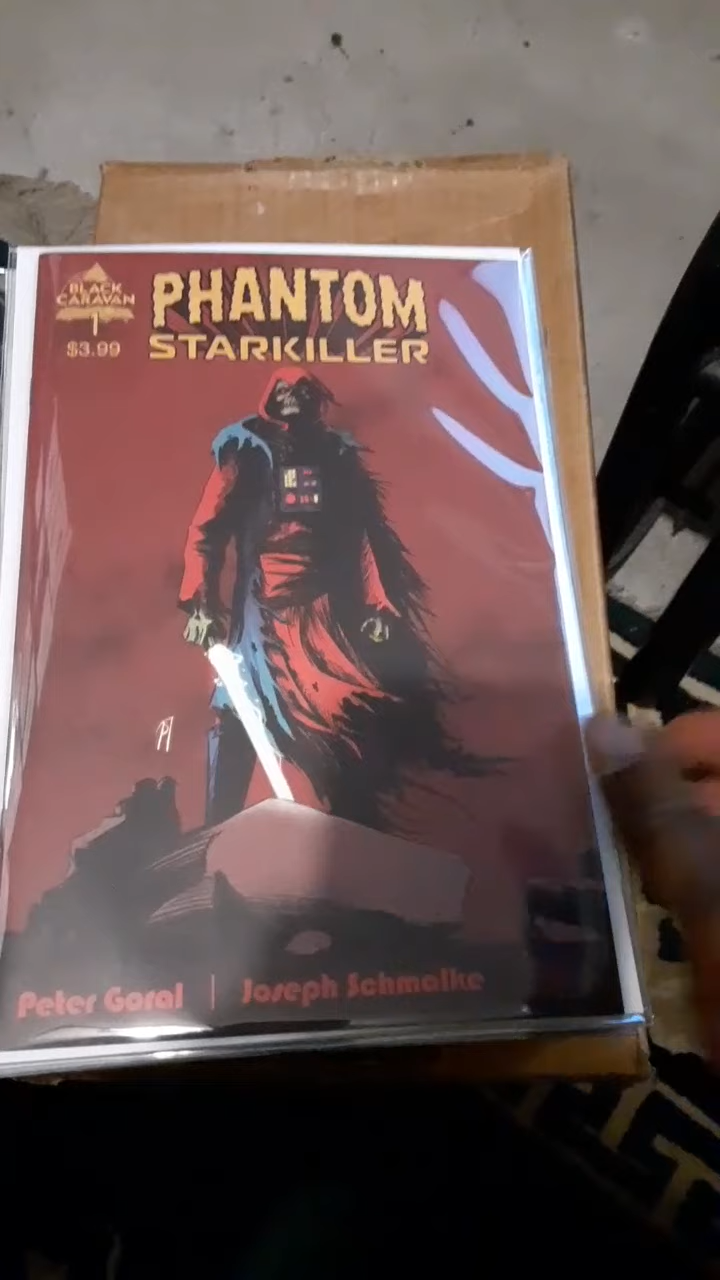 BLACK
CARAVAN
1
$3.99
PHANTOM
STARKILLER
Peter Goral | Joseph Schmalke